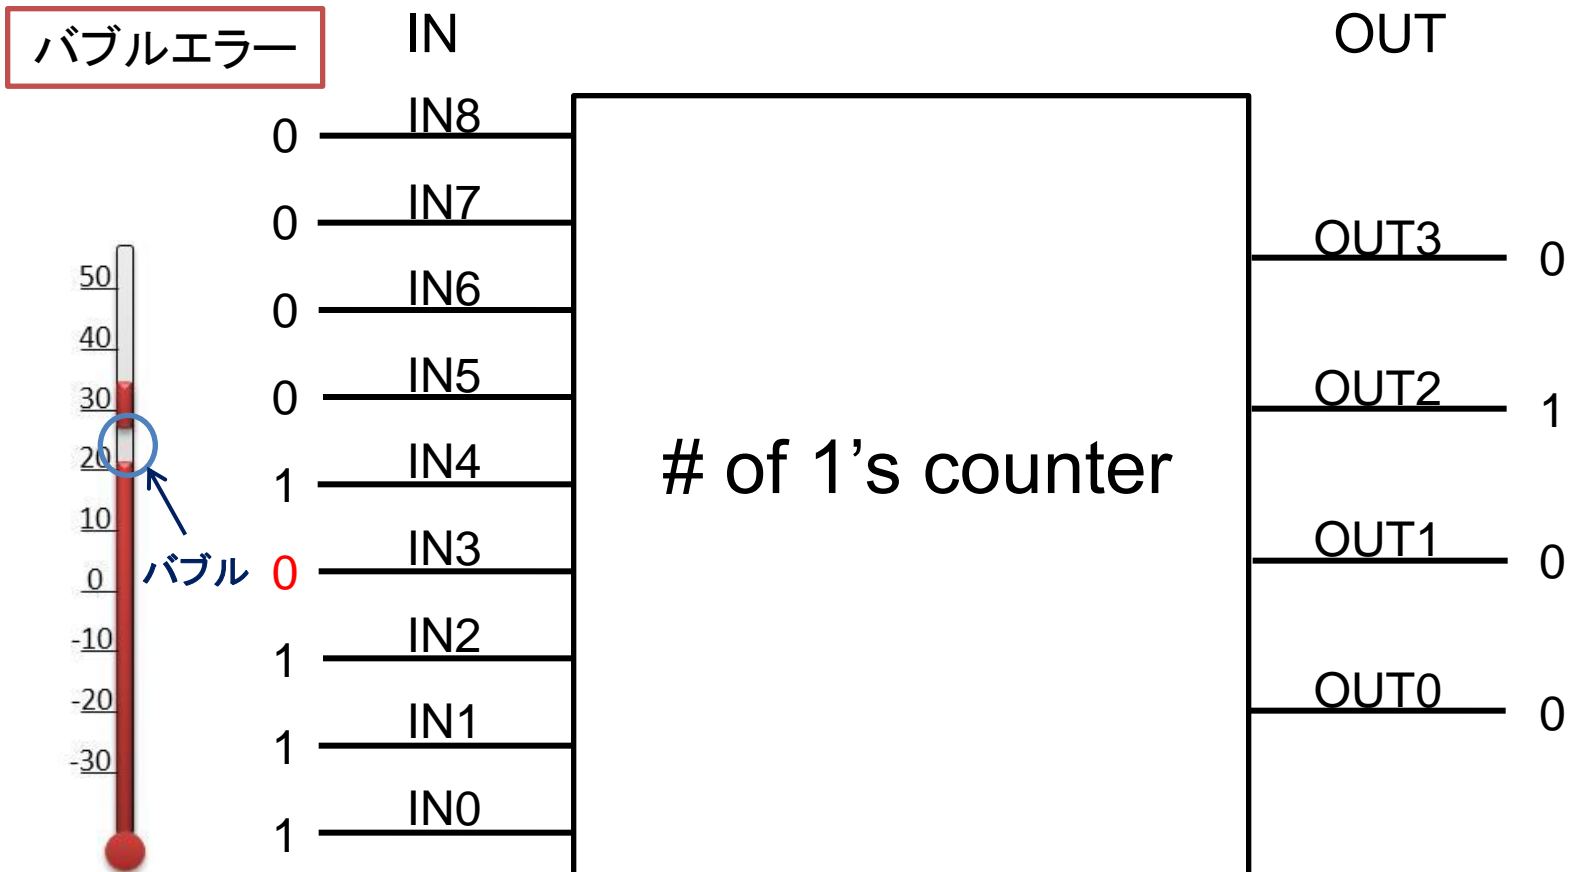 バブルエラー
IN
OUT
0 IN8
0 IN7
0 IN6
0 IN5
1 IN4
0 IN3
1 IN2
1 IN1
1 IN0
# of 1's counter
OUT3 0
OUT2 1
OUT1 0
OUT0 0
50
40
30
20
10
0
-10
-20
-30
バブル